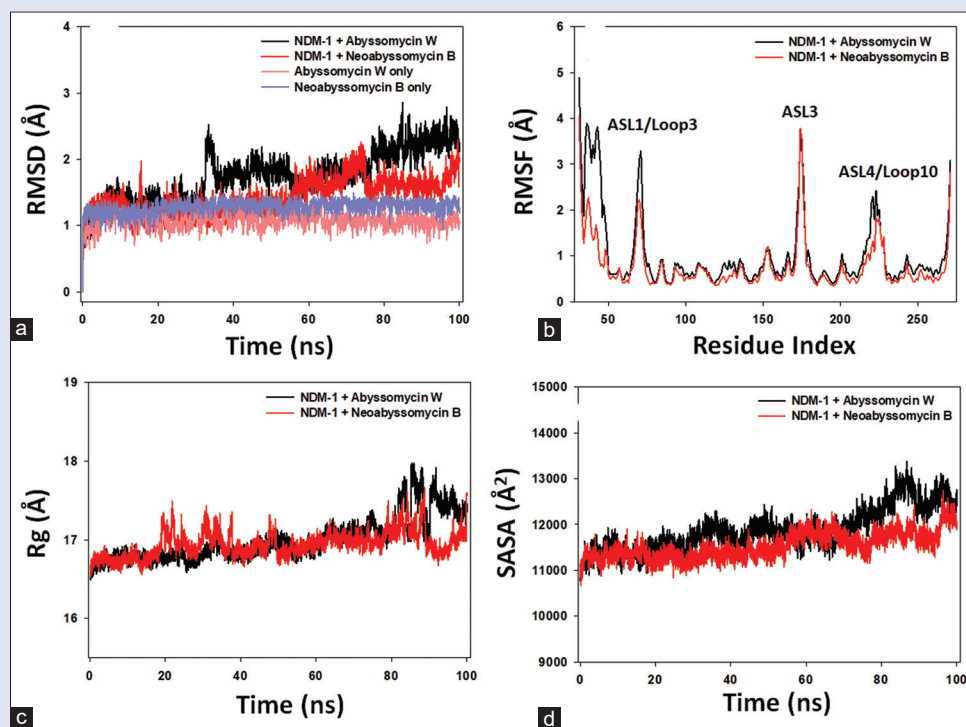 4
3
2
1
0
RMSD (Å)
NDM-1 + Abyssomycin W
NDM-1 + Neoabyssomycin B
Abyssomycin W only
Neoabyssomycin B only
0 20 40 60 80 100
Time (ns)
a
6
5
4
3
2
1
0
RMSF (Å)
NDM-1 + Abyssomycin W
NDM-1 + Neoabyssomycin B
ASL1/Loop3
ASL3
ASL4/Loop10
50 100 150 200 250
Residue Index
b
19
18
17
16
Rg (Å)
NDM-1 + Abyssomycin W
NDM-1 + Neoabyssomycin B
0 20 40 60 80 100
Time (ns)
c
15000
14000
13000
12000
11000
10000
9000
SASA (Å²)
NDM-1 + Abyssomycin W
NDM-1 + Neoabyssomycin B
0 20 40 60 80 100
Time (ns)
d